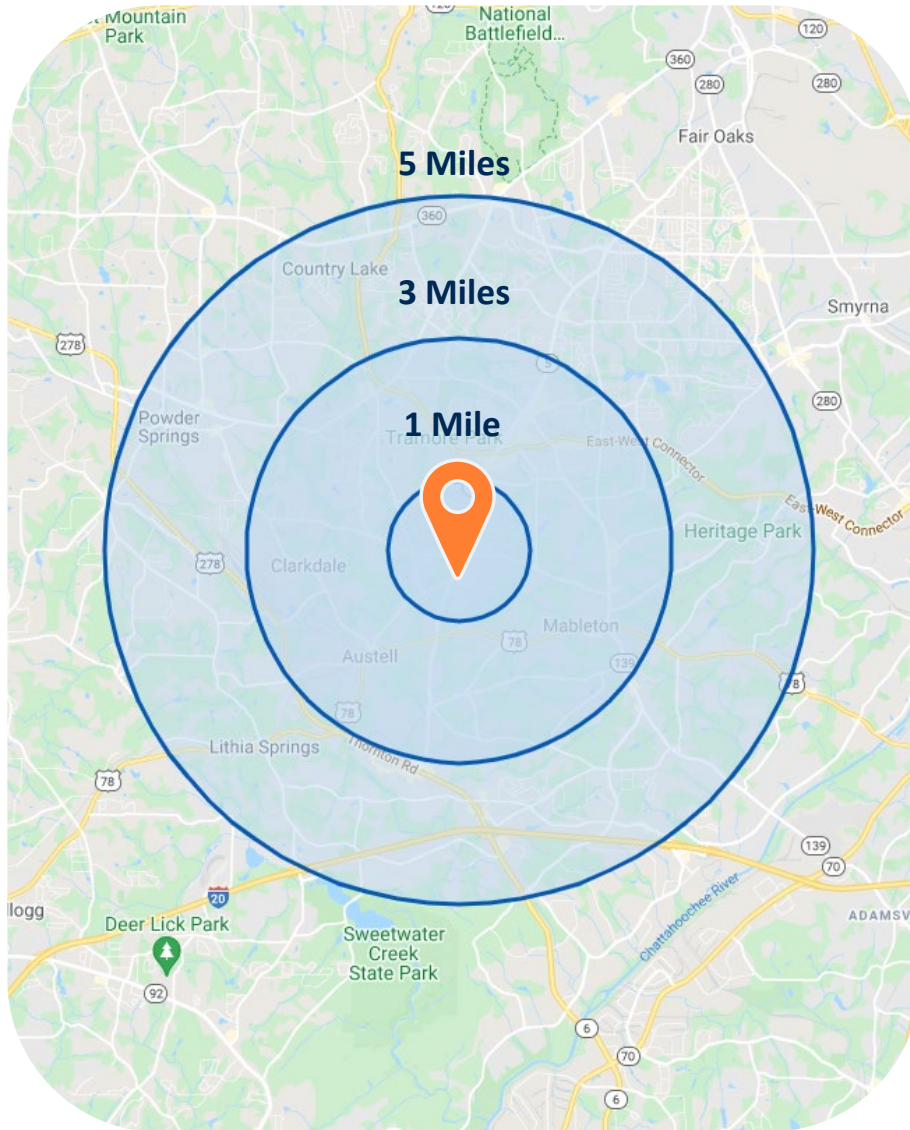 t Mountain
Park
National
Battlefield...
120
360
280
280
Fair Oaks
5 Miles
360
Country Lake
3 Miles
Smyrna
278
5
280
Powder
Springs
1 Mile
Tramore Park
East-West Connector
East-West Connector
Heritage Park
278
Clarkdale
78
Mableton
Austell
139
78
78
Lithia Springs
Thornton Rd
78
139
70
20
logg
Deer Lick Park
Chattahoochee River
ADAMSV
Sweetwater
Creek
State Park
92
6
70
6